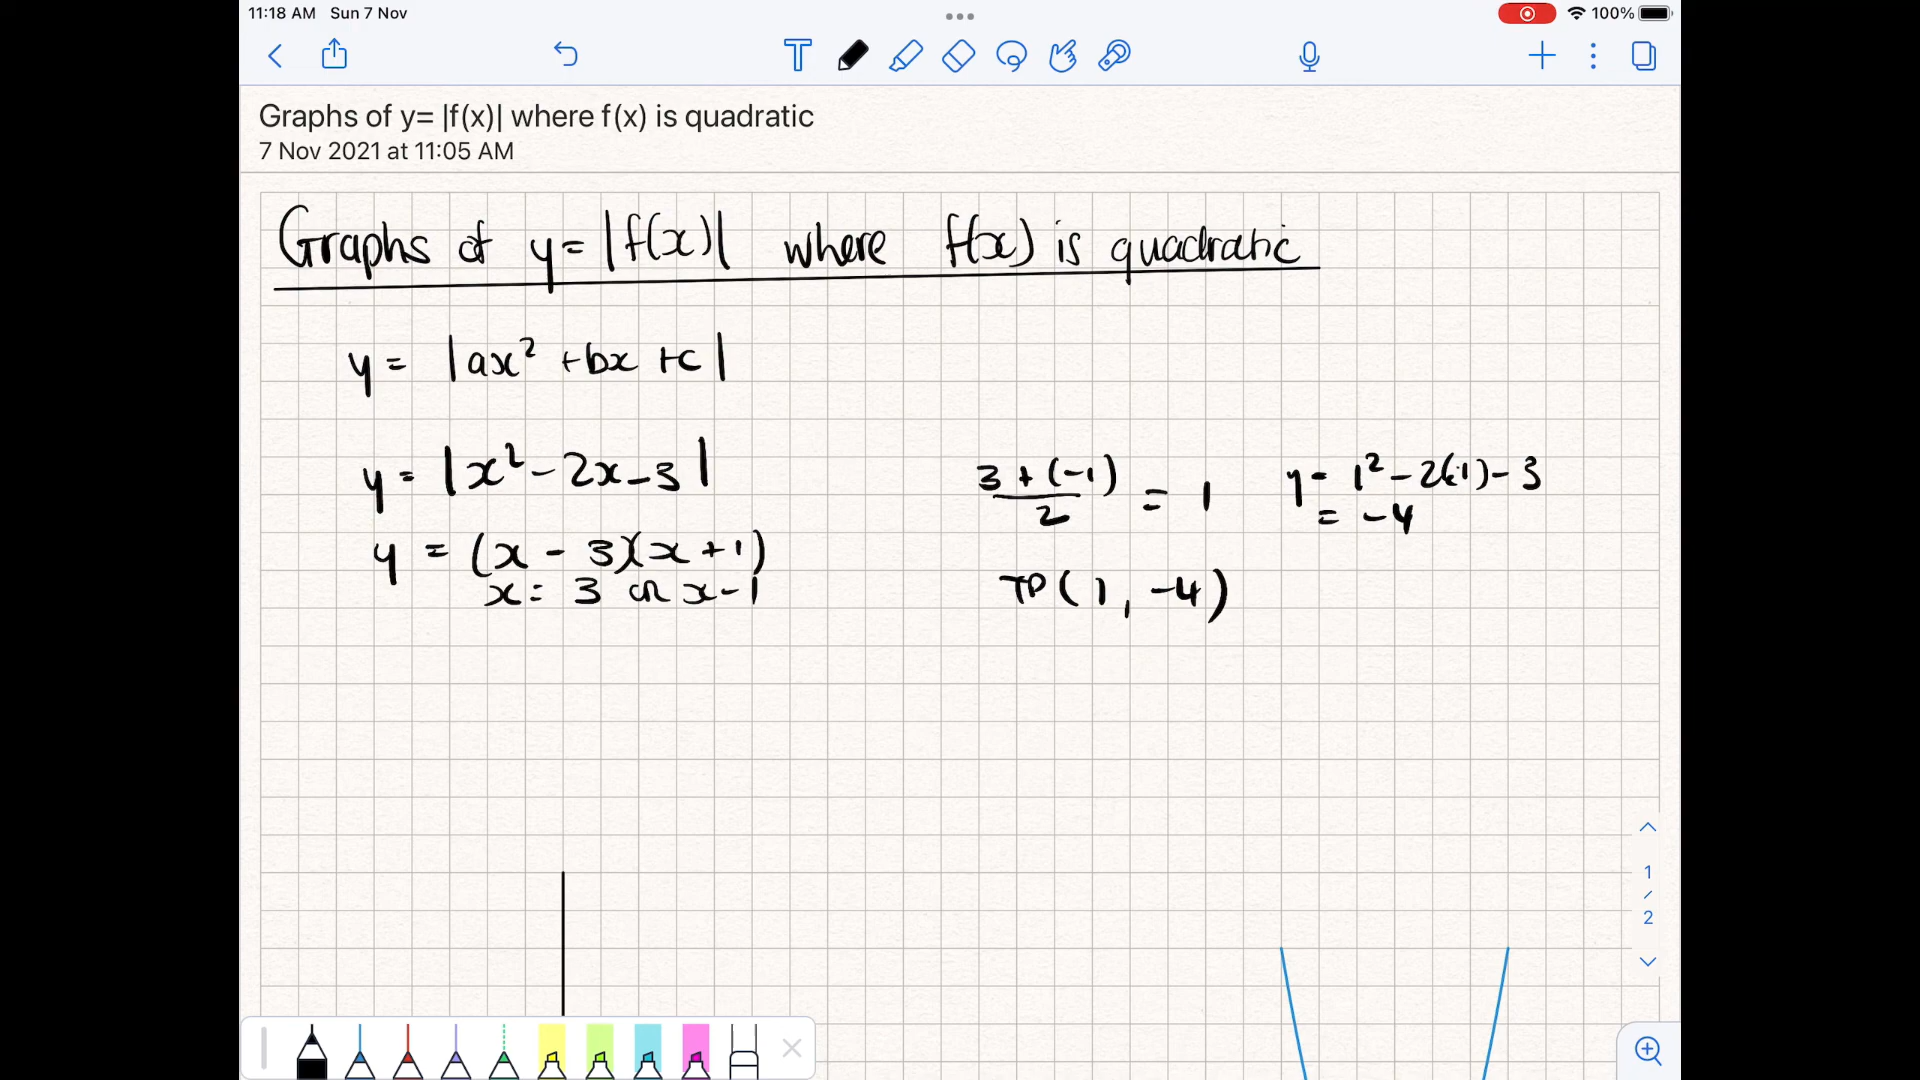 11:18 AM Sun 7 Nov
100%
Graphs of y= |f(x)| where f(x) is quadratic
7 Nov 2021 at 11:05 AM
Graphs of y = |f(x)| where f(x) is quadratic
y = |ax² + bx + c|
y = |x² - 2x - 3|
y = (x - 3)(x + 1)
x = 3 or x - 1
3 + (-1)
2
= 1
y = 1² - 2(1) - 3
= -4
TP (1, -4)
1
/
2